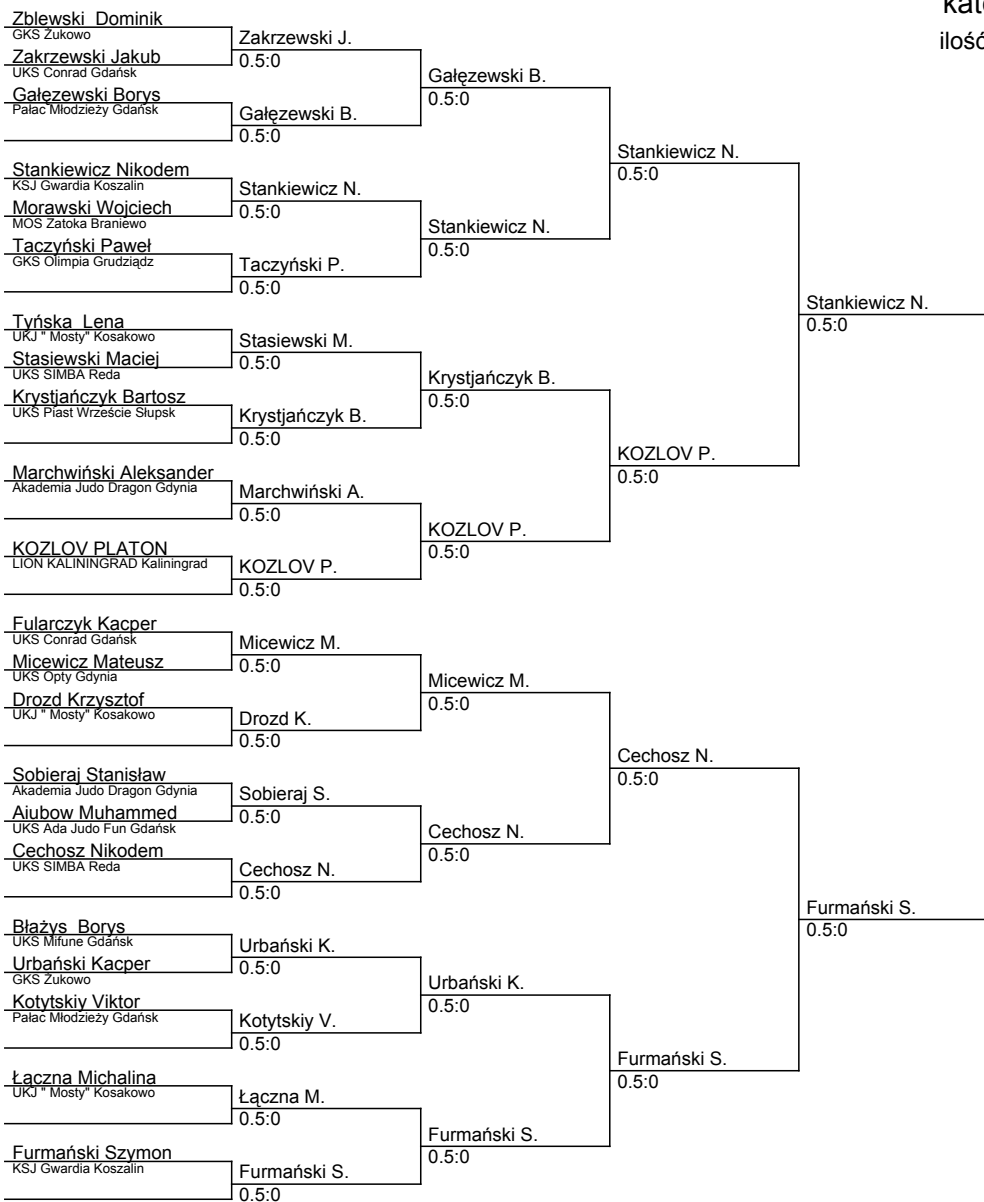 kate
ilość
Zblewski Dominik
GKS Żukowo
Zakrzewski Jakub
UKS Conrad Gdańsk
Gałęzewski Borys
Pałac Młodzieży Gdańsk
Stankiewicz Nikodem
KSJ Gwardia Koszalin
Morawski Wojciech
MOS Zatoka Braniewo
Taczyński Paweł
GKS Olimpia Grudziądz
Tyńska Lena
UKJ " Mosty" Kosakowo
Stasiewski Maciej
UKS SIMBA Reda
Krystjańczyk Bartosz
UKS Piast Wrzeście Słupsk
Marchwiński Aleksander
Akademia Judo Dragon Gdynia
KOZLOV PLATON
LION KALININGRAD Kaliningrad
Fularczyk Kacper
UKS Conrad Gdańsk
Micewicz Mateusz
UKS Opty Gdynia
Drozd Krzysztof
UKJ " Mosty" Kosakowo
Sobieraj Stanisław
Akademia Judo Dragon Gdynia
Aiubow Muhammed
UKS Ada Judo Fun Gdańsk
Cechosz Nikodem
UKS SIMBA Reda
Błażys Borys
UKS Mifune Gdańsk
Urbański Kacper
GKS Żukowo
Kotytskiy Viktor
Pałac Młodzieży Gdańsk
Łączna Michalina
UKJ " Mosty" Kosakowo
Furmański Szymon
KSJ Gwardia Koszalin
Zakrzewski J.
0.5:0
Gałęzewski B.
0.5:0
Stankiewicz N.
0.5:0
Taczyński P.
0.5:0
Stasiewski M.
0.5:0
Krystjańczyk B.
0.5:0
Marchwiński A.
0.5:0
KOZLOV P.
0.5:0
Micewicz M.
0.5:0
Drozd K.
0.5:0
Sobieraj S.
0.5:0
Cechosz N.
0.5:0
Urbański K.
0.5:0
Kotytskiy V.
0.5:0
Łączna M.
0.5:0
Furmański S.
0.5:0
Gałęzewski B.
0.5:0
Stankiewicz N.
0.5:0
Krystjańczyk B.
0.5:0
KOZLOV P.
0.5:0
Micewicz M.
0.5:0
Cechosz N.
0.5:0
Urbański K.
0.5:0
Furmański S.
0.5:0
Stankiewicz N.
0.5:0
KOZLOV P.
0.5:0
Cechosz N.
0.5:0
Furmański S.
0.5:0
Stankiewicz N.
0.5:0
Furmański S.
0.5:0